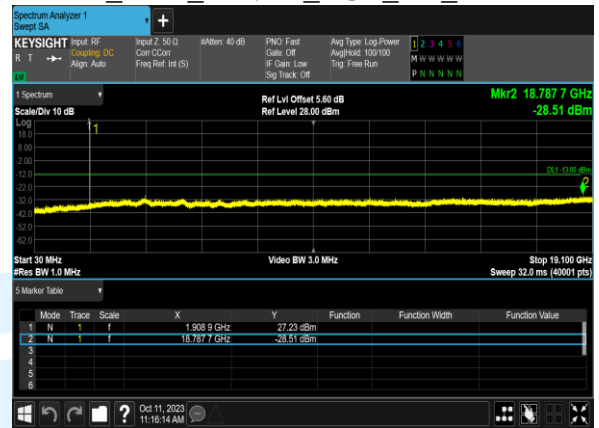 Spectrum Analyzer 1
Swept SA
+
KEYSIGHT
R T
LV
Input: RF
Coupling: DC
Align: Auto
Input Z: 50 Ω
Corr CCorr
Freq Ref: Int (S)
#Atten: 40 dB
PNO: Fast
Gate: Off
IF Gain: Low
Sig Track: Off
Avg Type: Log-Power
Avg|Hold: 100/100
Trig: Free Run
1 2 3 4 5 6
M W W W W W
P N N N N N
1 Spectrum
Scale/Div 10 dB
Ref Lvl Offset 5.60 dB
Ref Level 28.00 dBm
Mkr2 18.787 7 GHz
-28.51 dBm
Log
1
18.0
8.00
-2.00
-12.0
DL1 -13.00 dBm
2
-22.0
-32.0
-42.0
-52.0
-62.0
Start 30 MHz
#Res BW 1.0 MHz
Video BW 3.0 MHz
Stop 19.100 GHz
Sweep 32.0 ms (40001 pts)
5 Marker Table
Mode Trace Scale X Y Function Function Width Function Value
1 N 1 f 1.908 9 GHz 27.23 dBm
2 N 1 f 18.787 7 GHz -28.51 dBm
3
4
5
6
?
Oct 11, 2023
11:16:14 AM